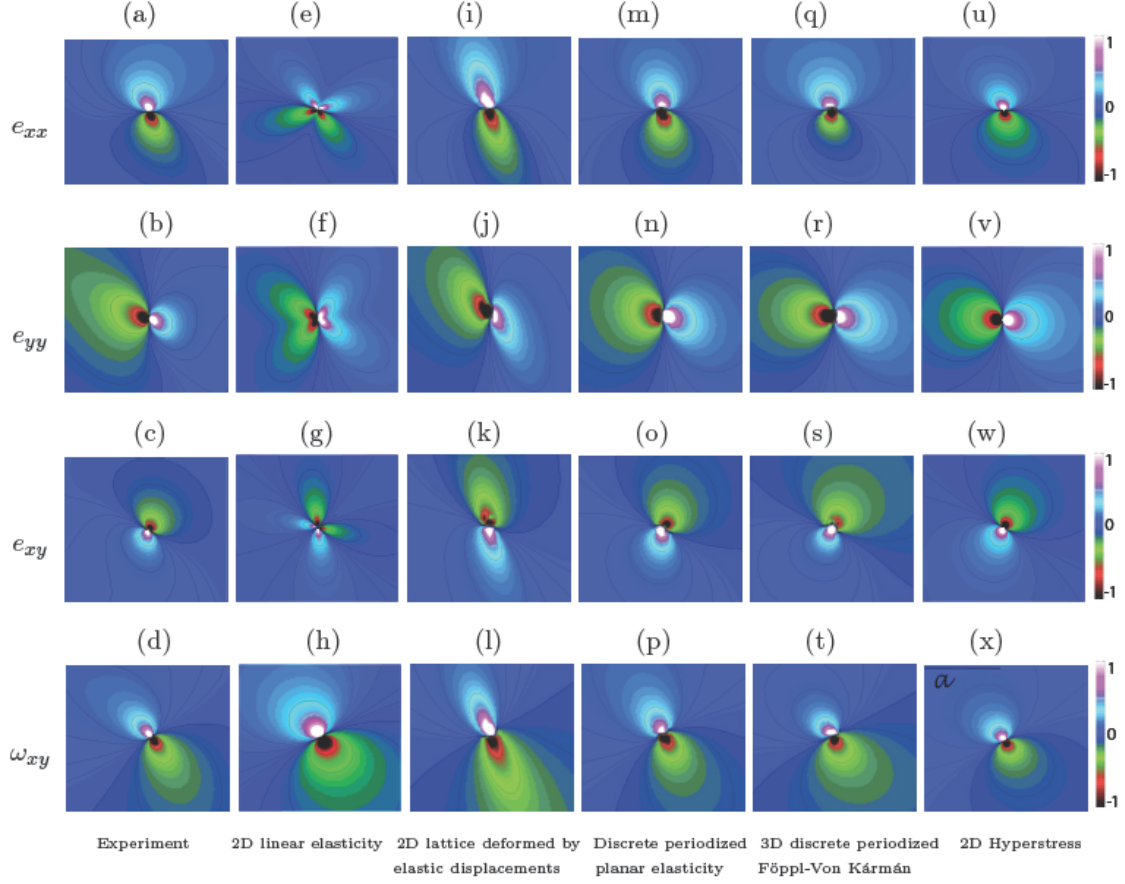 (a) (e) (i) (m) (q) (u)
e_xx
1
0
-1
(b) (f) (j) (n) (r) (v)
e_yy
1
0
-1
(c) (g) (k) (o) (s) (w)
e_xy
1
0
-1
(d) (h) (l) (p) (t) (x)
a
ω_xy
1
0
-1
Experiment 2D linear elasticity 2D lattice deformed by Discrete periodized 3D discrete periodized 2D Hyperstress
elastic displacements planar elasticity Föppl-Von Kármán